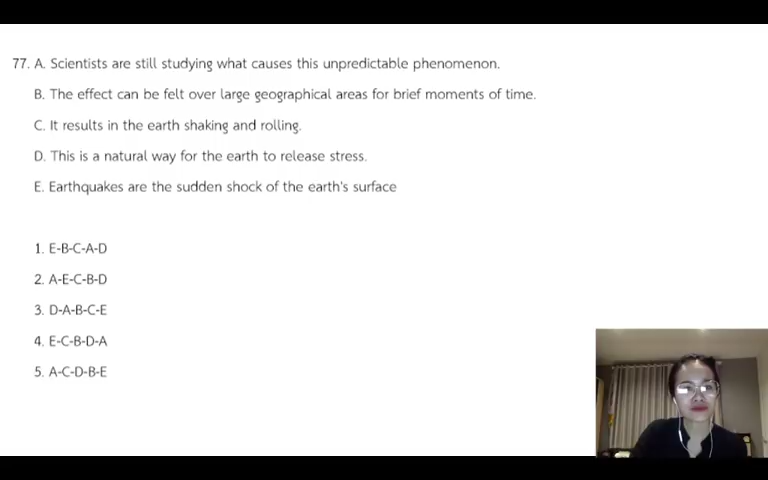 77. A. Scientists are still studying what causes this unpredictable phenomenon.
B. The effect can be felt over large geographical areas for brief moments of time.
C. It results in the earth shaking and rolling.
D. This is a natural way for the earth to release stress.
E. Earthquakes are the sudden shock of the earth's surface
1. E-B-C-A-D
2. A-E-C-B-D
3. D-A-B-C-E
4. E-C-B-D-A
5. A-C-D-B-E